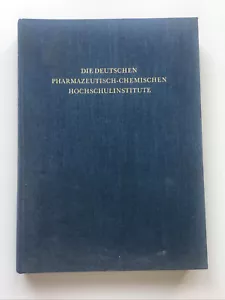 DIE DEUTSCHEN
PHARMAZEUTISCH-CHEMISCHEN
HOCHSCHULINSTITUTE